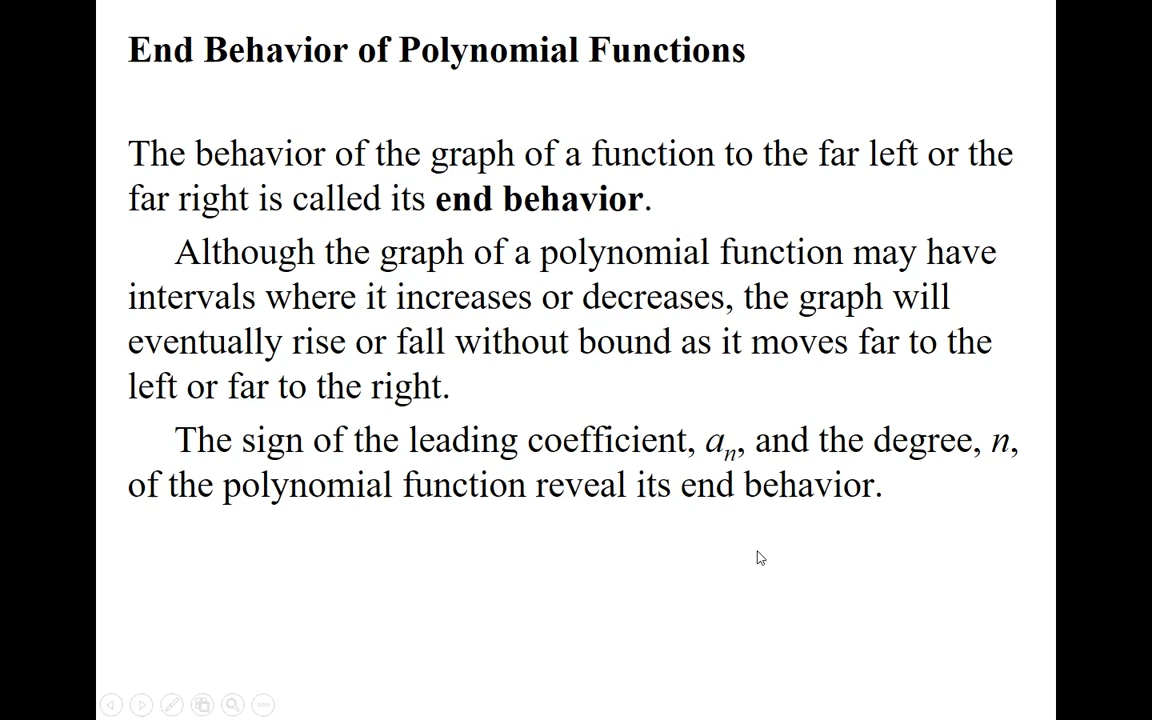 End Behavior of Polynomial Functions
The behavior of the graph of a function to the far left or the
far right is called its end behavior.
Although the graph of a polynomial function may have
intervals where it increases or decreases, the graph will
eventually rise or fall without bound as it moves far to the
left or far to the right.
The sign of the leading coefficient, aₙ, and the degree, n,
of the polynomial function reveal its end behavior.